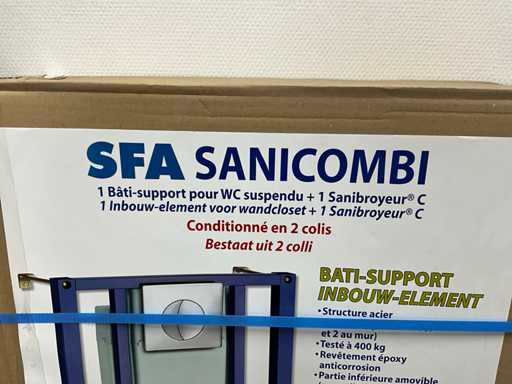 SFA SANICOMBI
1 Bâti-support pour WC suspendu + 1 Sanibroyeur® C
1 Inbouw-element voor wandcloset + 1 Sanibroyeur® C
Conditionné en 2 colis
Bestaat uit 2 colli
BATI-SUPPORT
INBOUW-ELEMENT
• Structure acier
et 2 au mur)
• Testé à 400 kg
• Revêtement époxy
anticorrosion
• Partie inférieure amovible